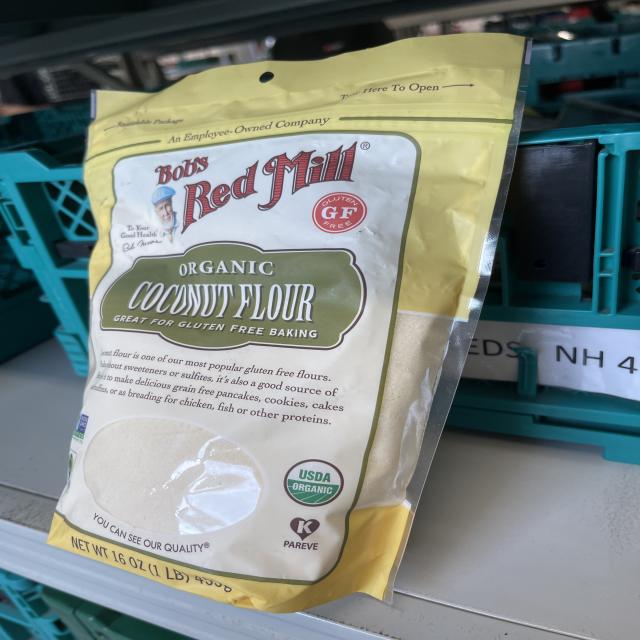 Here To Open
Resealable Package
An Employee-Owned Company
Bob's
Red Mill®
To Your
Good Health
GLUTEN
GF
FREE
ORGANIC
COCONUT FLOUR
GREAT FOR GLUTEN FREE BAKING
flour is one of our most popular gluten free flours.
sweeteners or sulfites, it's also a good source of
to make delicious grain free pancakes, cookies, cakes
or as breading for chicken, fish or other proteins.
USDA
ORGANIC
K
PAREVE
YOU CAN SEE OUR QUALITY®
NET WT 16 OZ (1 LB) 453g
EDS NH 4